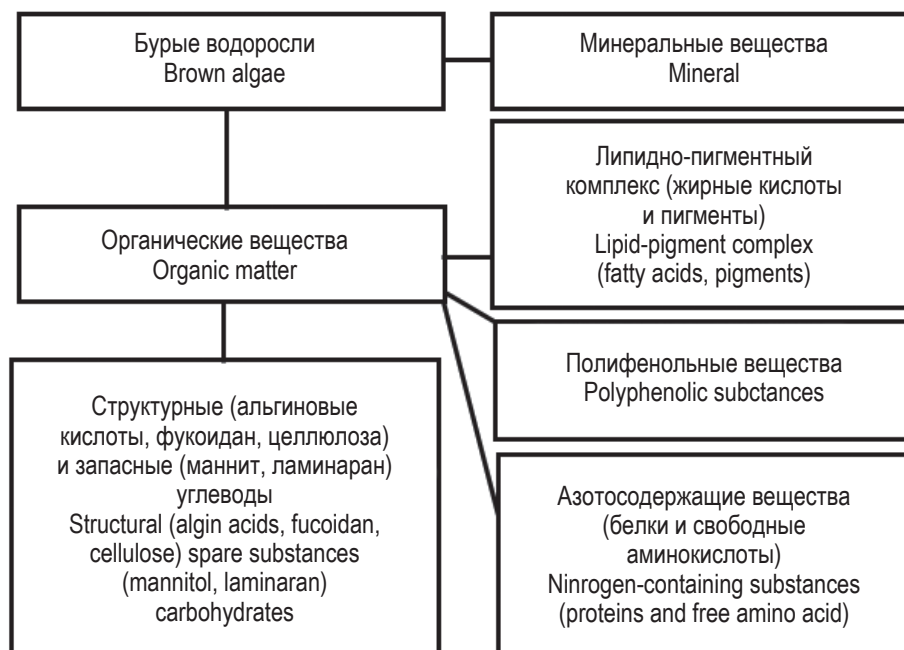 Бурые водоросли
Brown algae
Минеральные вещества
Mineral
Липидно-пигментный
комплекс (жирные кислоты
и пигменты)
Lipid-pigment complex
(fatty acids, pigments)
Органические вещества
Organic matter
Полифенольные вещества
Polyphenolic subctances
Структурные (альгиновые
кислоты, фукоидан, целлюлоза)
и запасные (маннит, ламинаран)
углеводы
Structural (algin acids, fucoidan,
cellulose) spare substances
(mannitol, laminaran)
carbohydrates
Азотосодержащие вещества
(белки и свободные
аминокислоты)
Ninrogen-containing substances
(proteins and free amino acid)